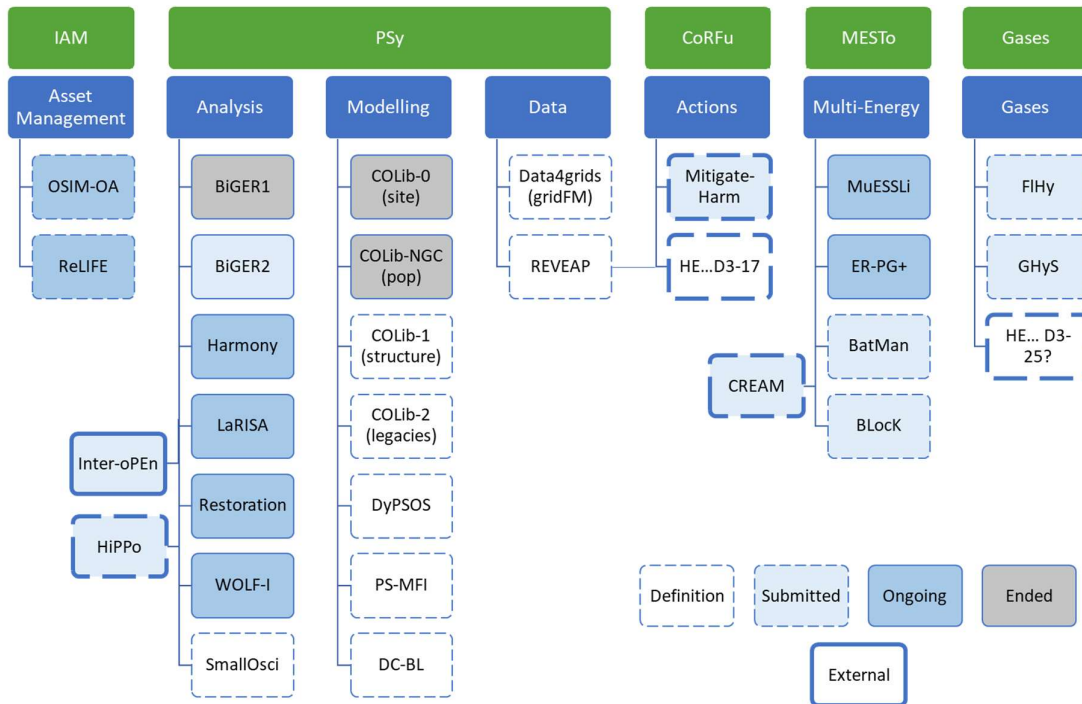 IAM
PSy
CoRFu
MESTo
Gases
Asset
Management
Analysis
Modelling
Data
Actions
Multi-Energy
Gases
OSIM-OA
ReLIFE
BiGER1
BiGER2
Harmony
LaRISA
Restoration
WOLF-I
SmallOsci
Inter-oPEn
HiPPo
COLib-0
(site)
COLib-NGC
(pop)
COLib-1
(structure)
COLib-2
(legacies)
DyPSOS
PS-MFI
DC-BL
Data4grids
(gridFM)
REVEAP
Mitigate-
Harm
HE...D3-17
MuESSLi
ER-PG+
BatMan
BLocK
CREAM
FlHy
GHyS
HE... D3-
25?
Definition
Submitted
Ongoing
Ended
External